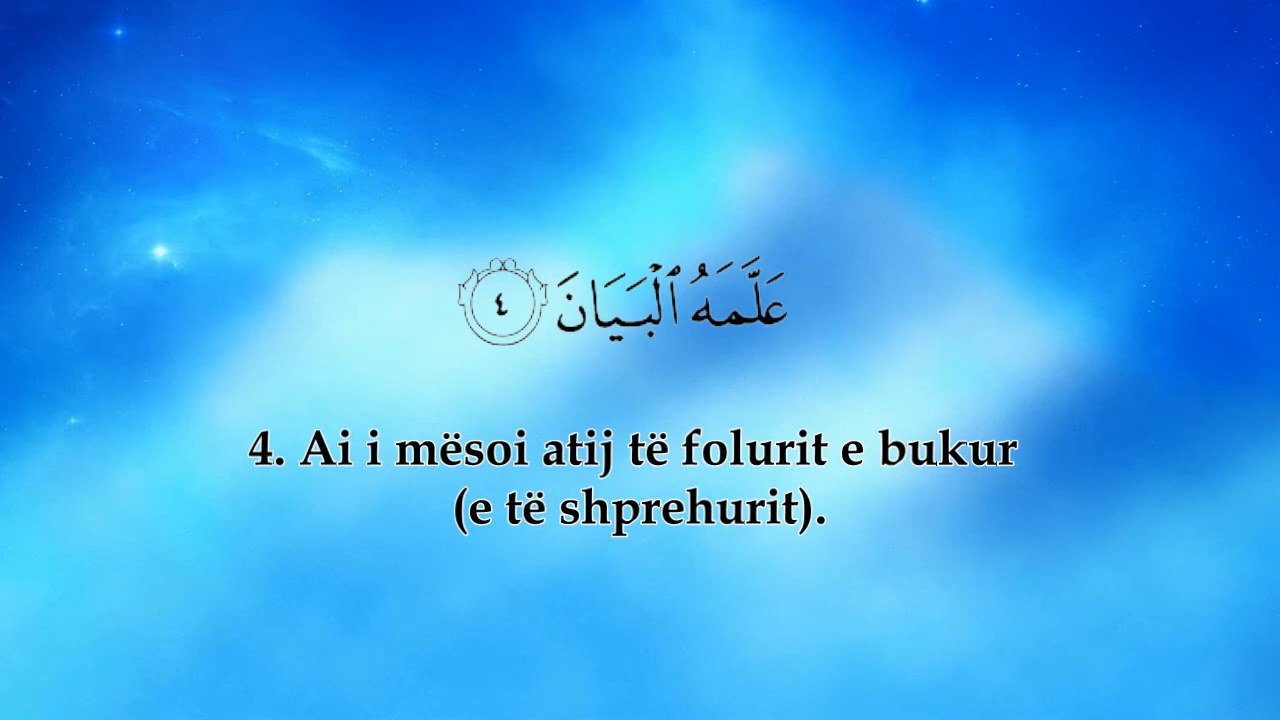 عَلَّمَهُ ٱلْبَيَانَ ٤
4. Ai i mësoi atij të folurit e bukur
(e të shprehurit).